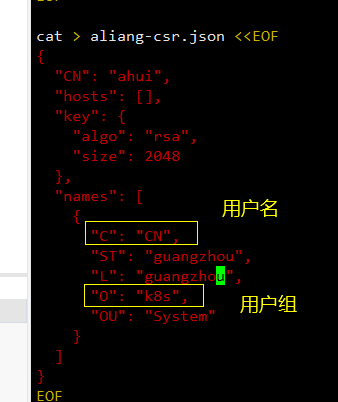 EOF
cat > aliang-csr.json <<EOF
{
"CN": "ahui",
"hosts": [],
"key": {
"algo": "rsa",
"size": 2048
},
"names": [
{
用户名
"C": "CN",
"ST": "guangzhou",
"L": "guangzhou",
"O": "k8s",
用户组
"OU": "System"
}
]
}
EOF